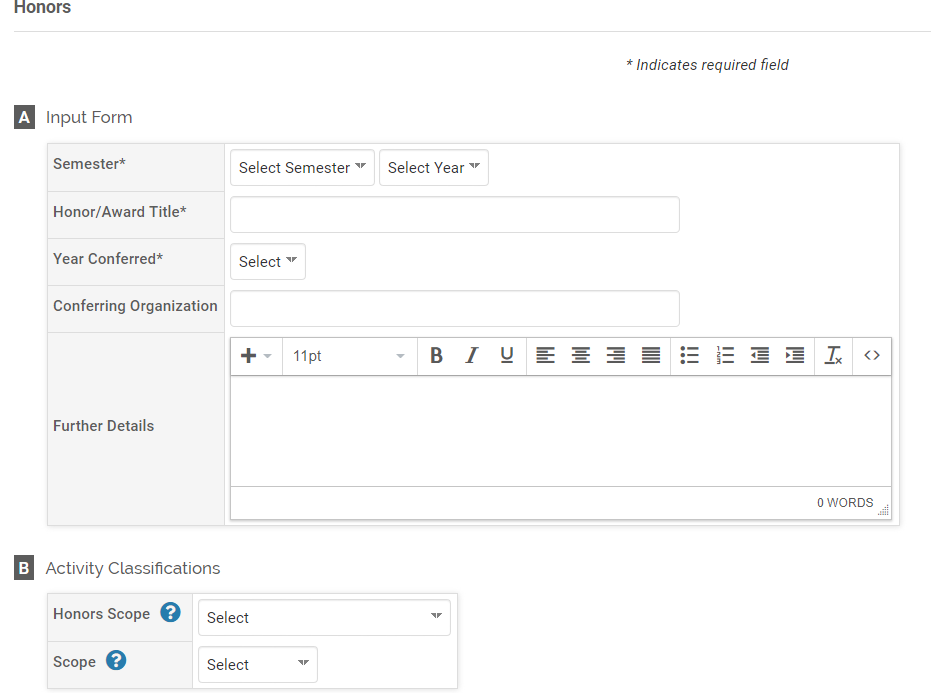 Honors
* Indicates required field
A Input Form
Semester* Select Semester Select Year
Honor/Award Title*
Year Conferred* Select
Conferring Organization
11pt B I U Tx <>
Further Details
0 WORDS
B Activity Classifications
Honors Scope ? Select
Scope ? Select